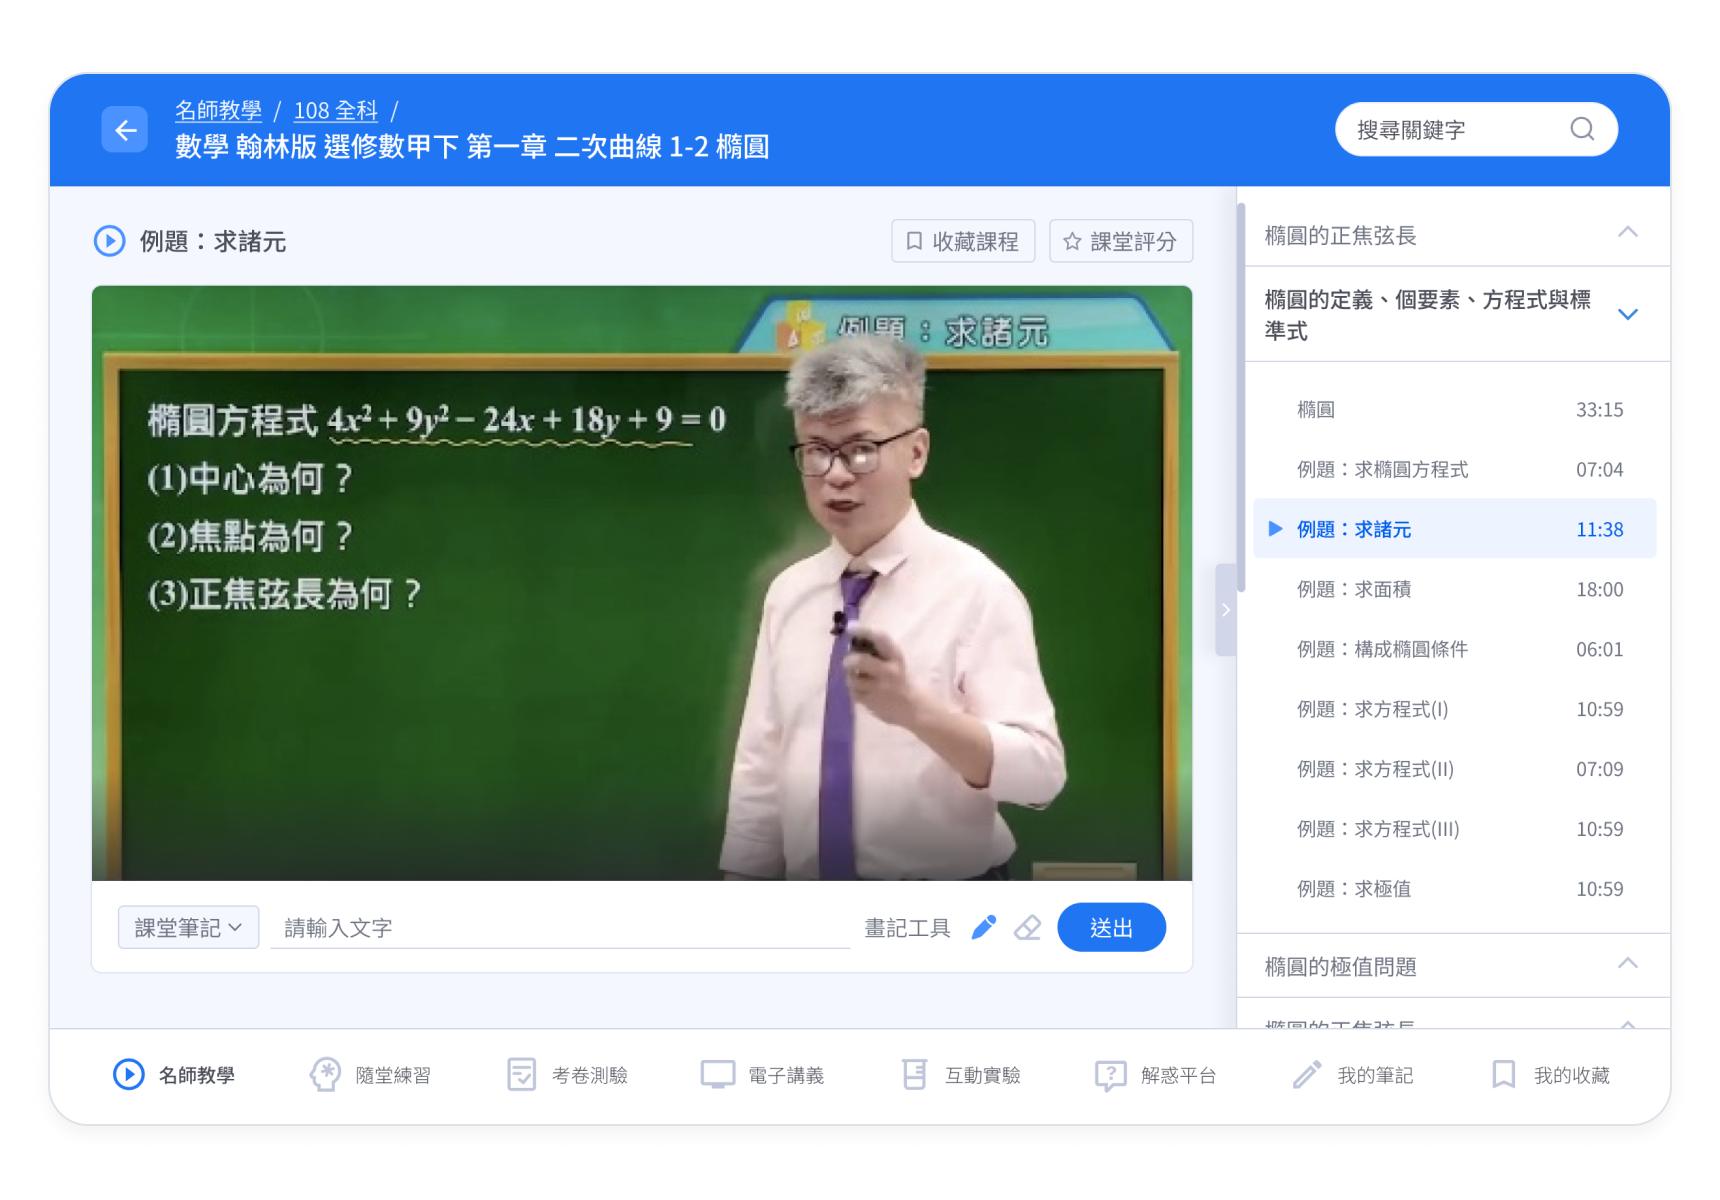 名師教學 / 108 全科 /
數學 翰林版 選修數甲下 第一章 二次曲線 1-2 橢圓
搜尋關鍵字
例題：求諸元
收藏課程
課堂評分
例題：求諸元
橢圓方程式 4x² + 9y² − 24x + 18y + 9 = 0
(1)中心為何？
(2)焦點為何？
(3)正焦弦長為何？
課堂筆記
請輸入文字
畫記工具
送出
橢圓的正焦弦長
橢圓的定義、個要素、方程式與標
準式
橢圓 33:15
例題：求橢圓方程式 07:04
例題：求諸元 11:38
例題：求面積 18:00
例題：構成橢圓條件 06:01
例題：求方程式(I) 10:59
例題：求方程式(II) 07:09
例題：求方程式(III) 10:59
例題：求極值 10:59
橢圓的極值問題
橢圓的正焦弦長
名師教學
隨堂練習
考卷測驗
電子講義
互動實驗
解惑平台
我的筆記
我的收藏